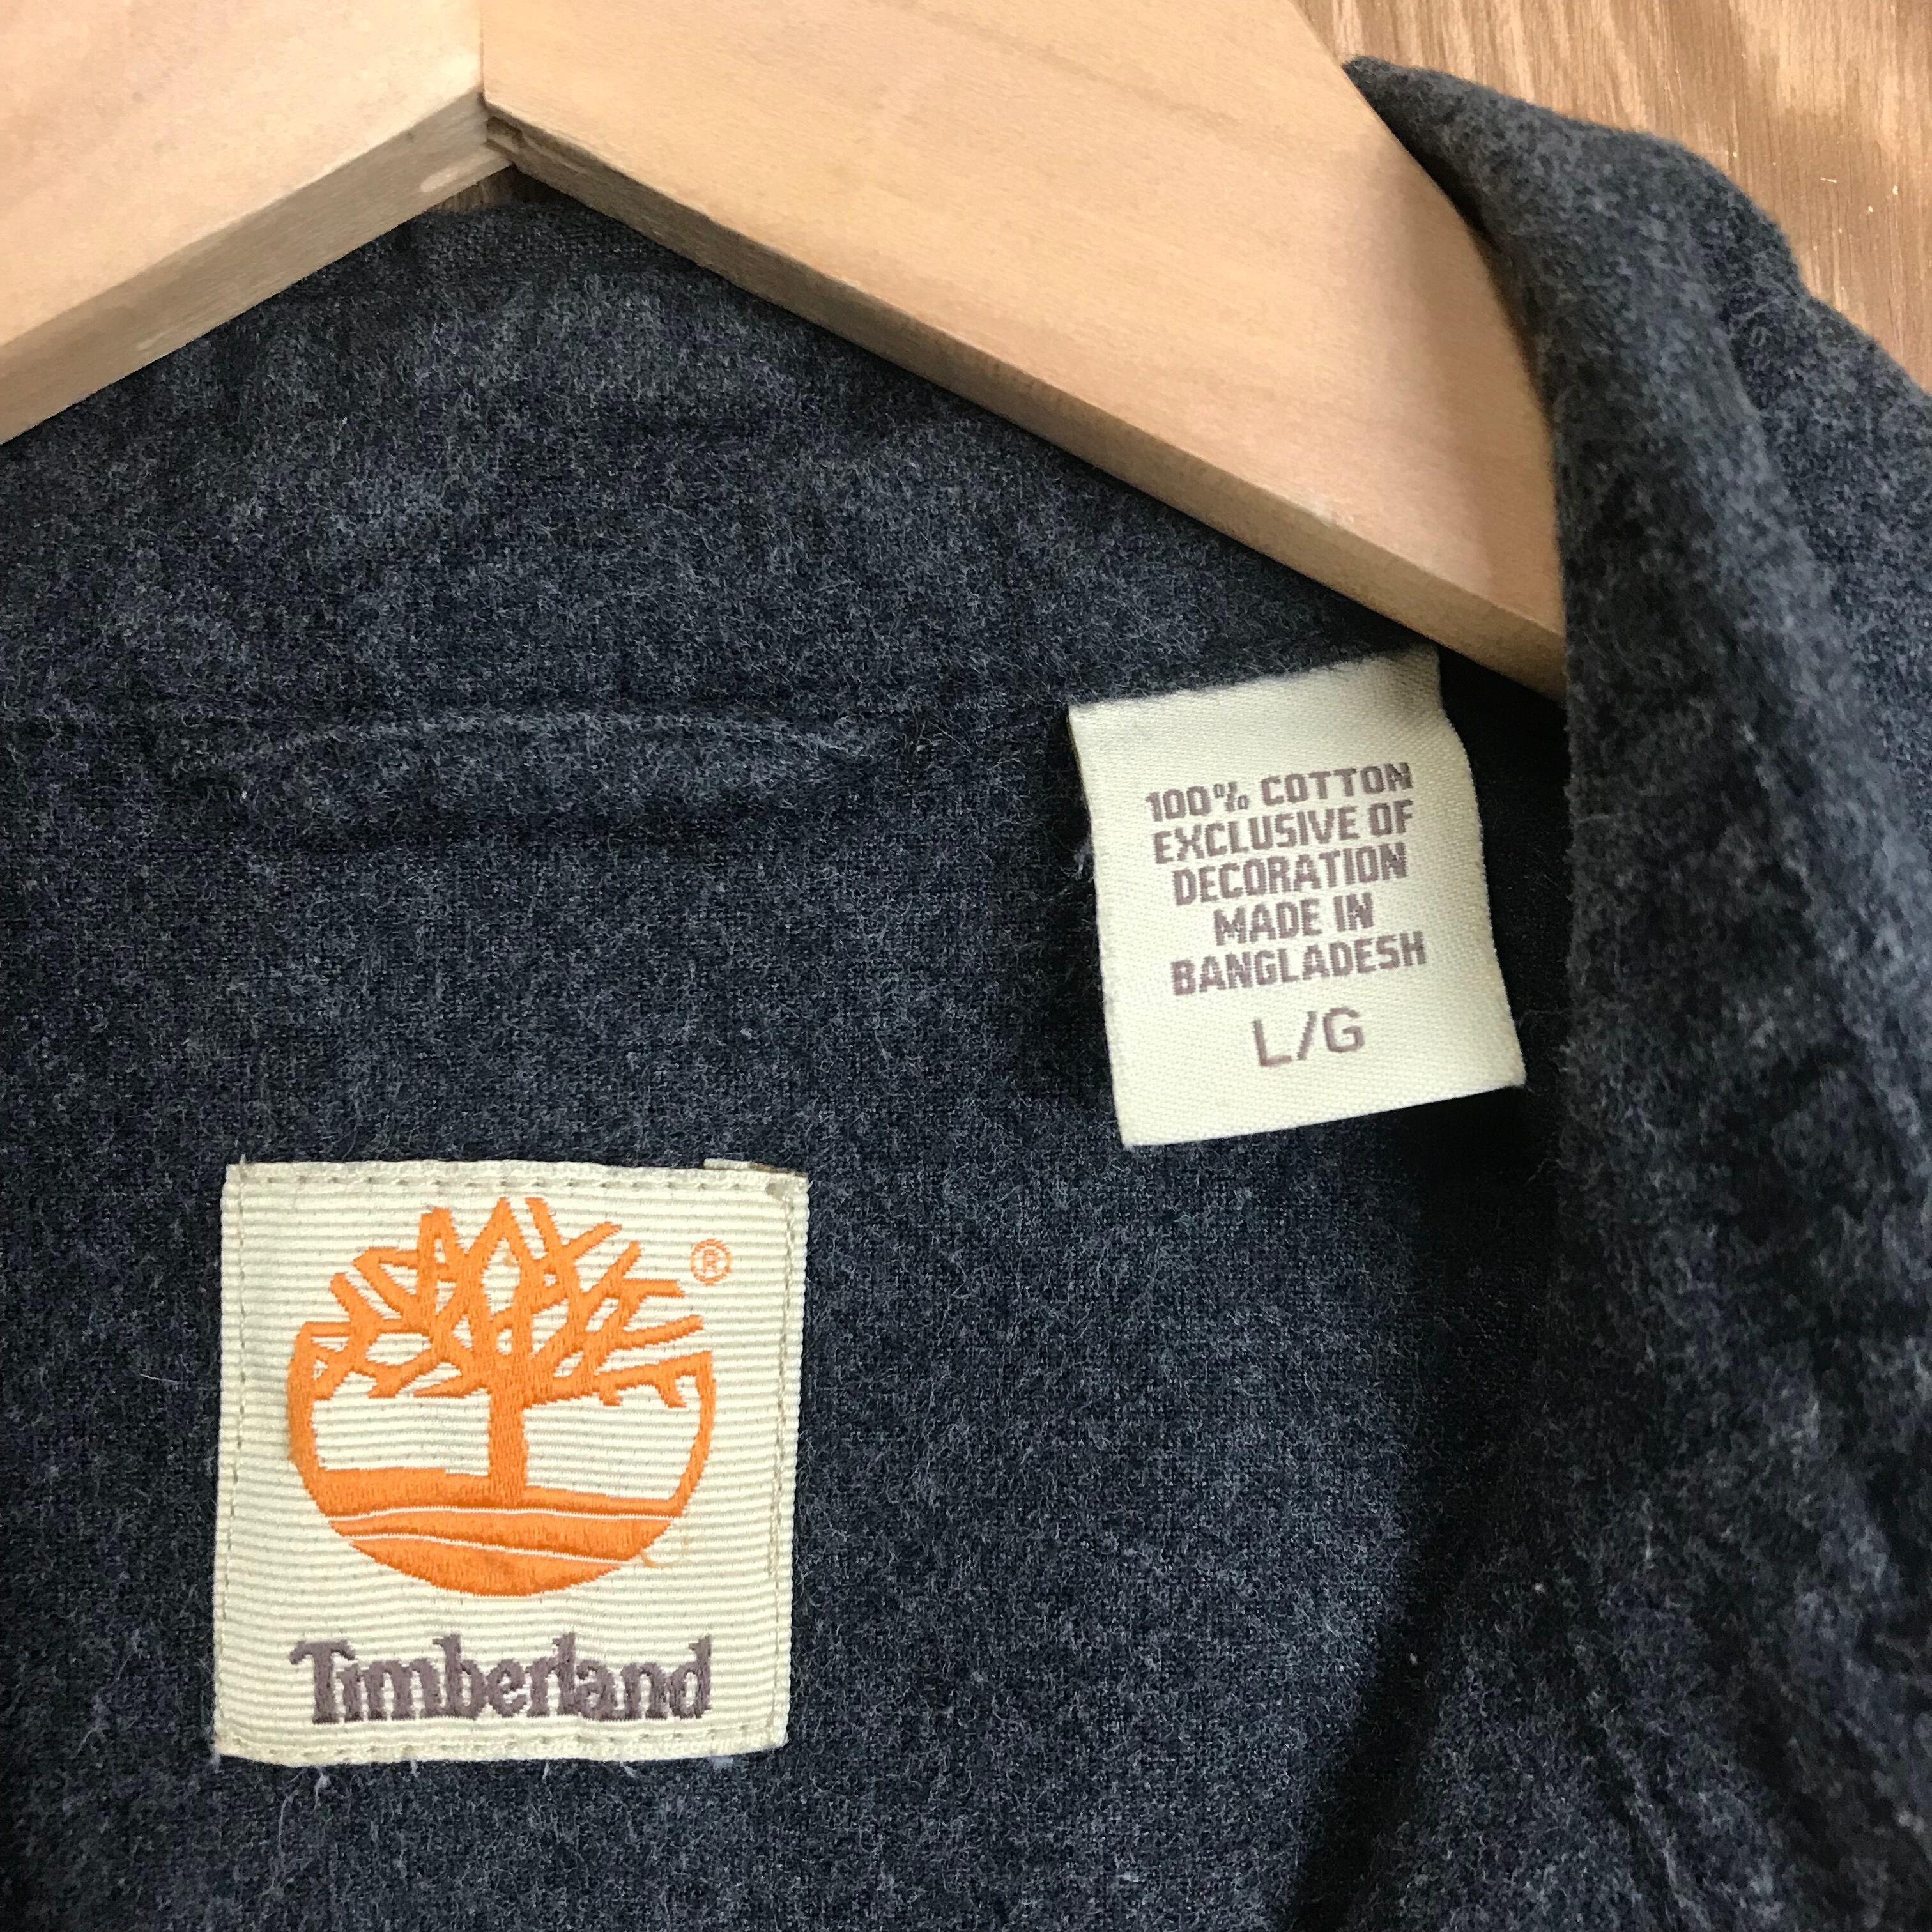 100% COTTON
EXCLUSIVE OF
DECORATION
MADE IN
BANGLADESH
L/G
®
Timberland